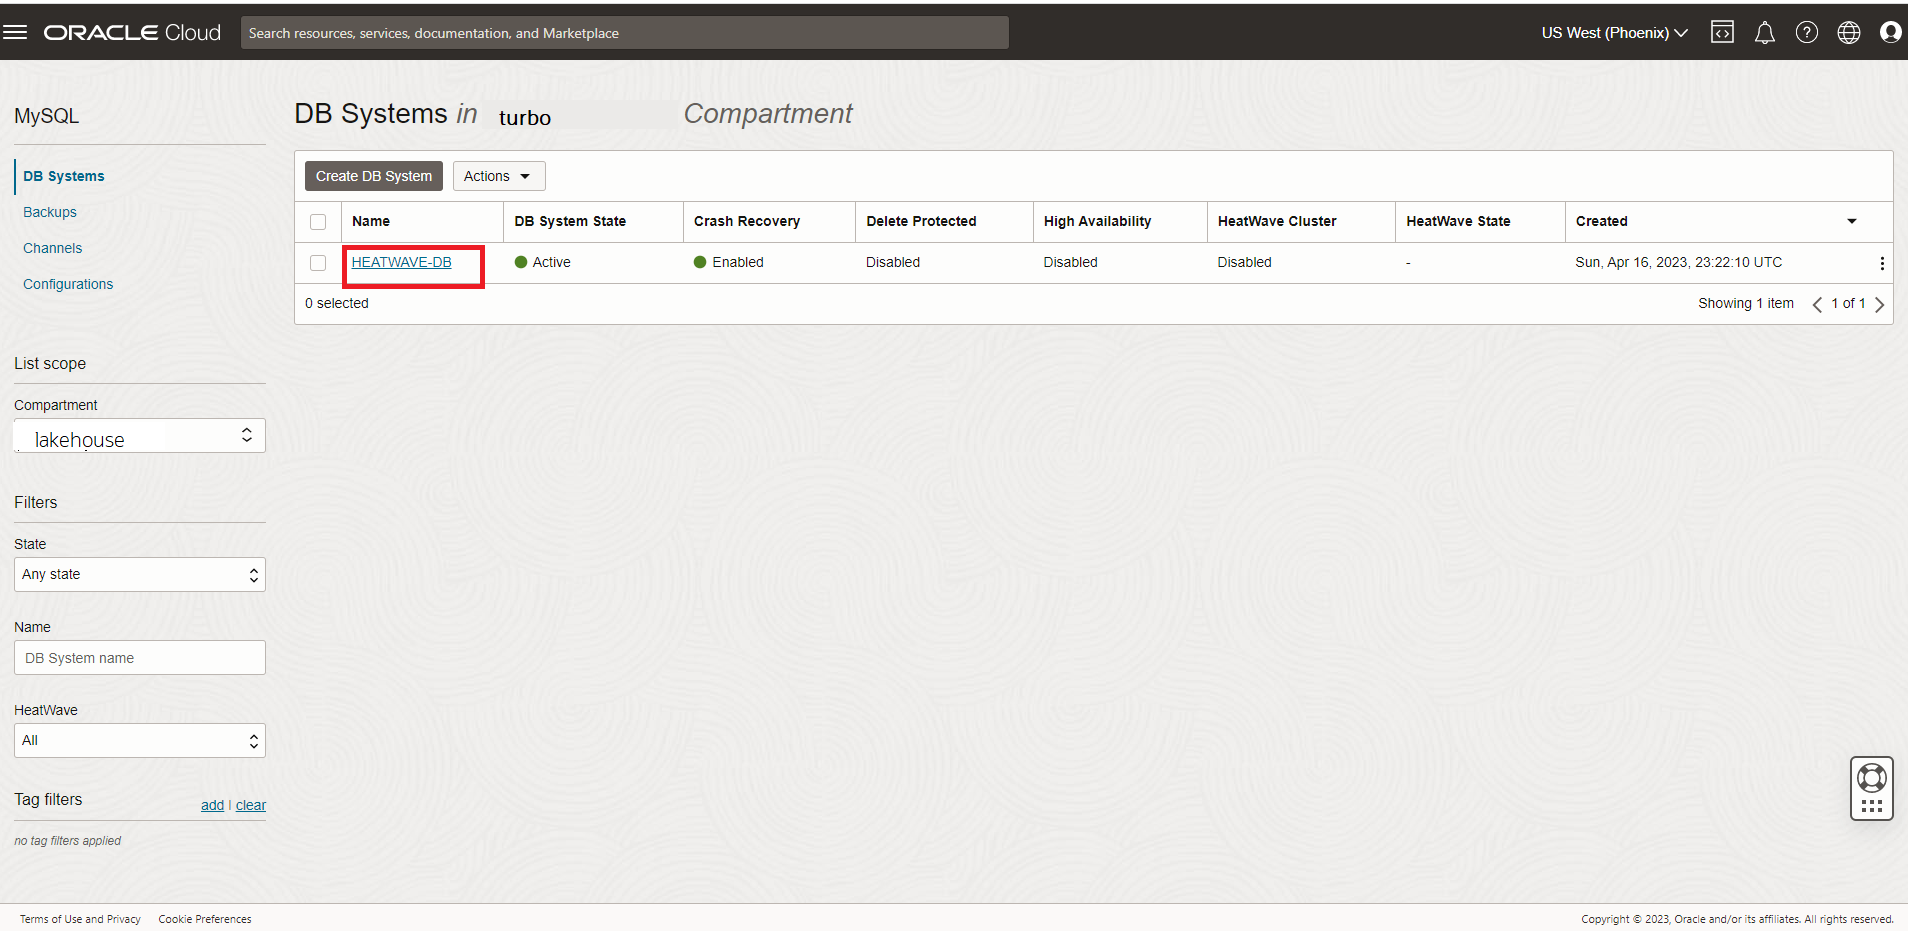 ORACLE Cloud
Search resources, services, documentation, and Marketplace
US West (Phoenix)
MySQL
DB Systems
Backups
Channels
Configurations
List scope
Compartment
lakehouse
Filters
State
Any state
Name
DB System name
HeatWave
All
Tag filters
add | clear
no tag filters applied
DB Systems in turbo Compartment
Create DB System Actions
Name DB System State Crash Recovery Delete Protected High Availability HeatWave Cluster HeatWave State Created
HEATWAVE-DB Active Enabled Disabled Disabled Disabled - Sun, Apr 16, 2023, 23:22:10 UTC
0 selected Showing 1 item 1 of 1
Terms of Use and Privacy Cookie Preferences
Copyright © 2023, Oracle and/or its affiliates. All rights reserved.